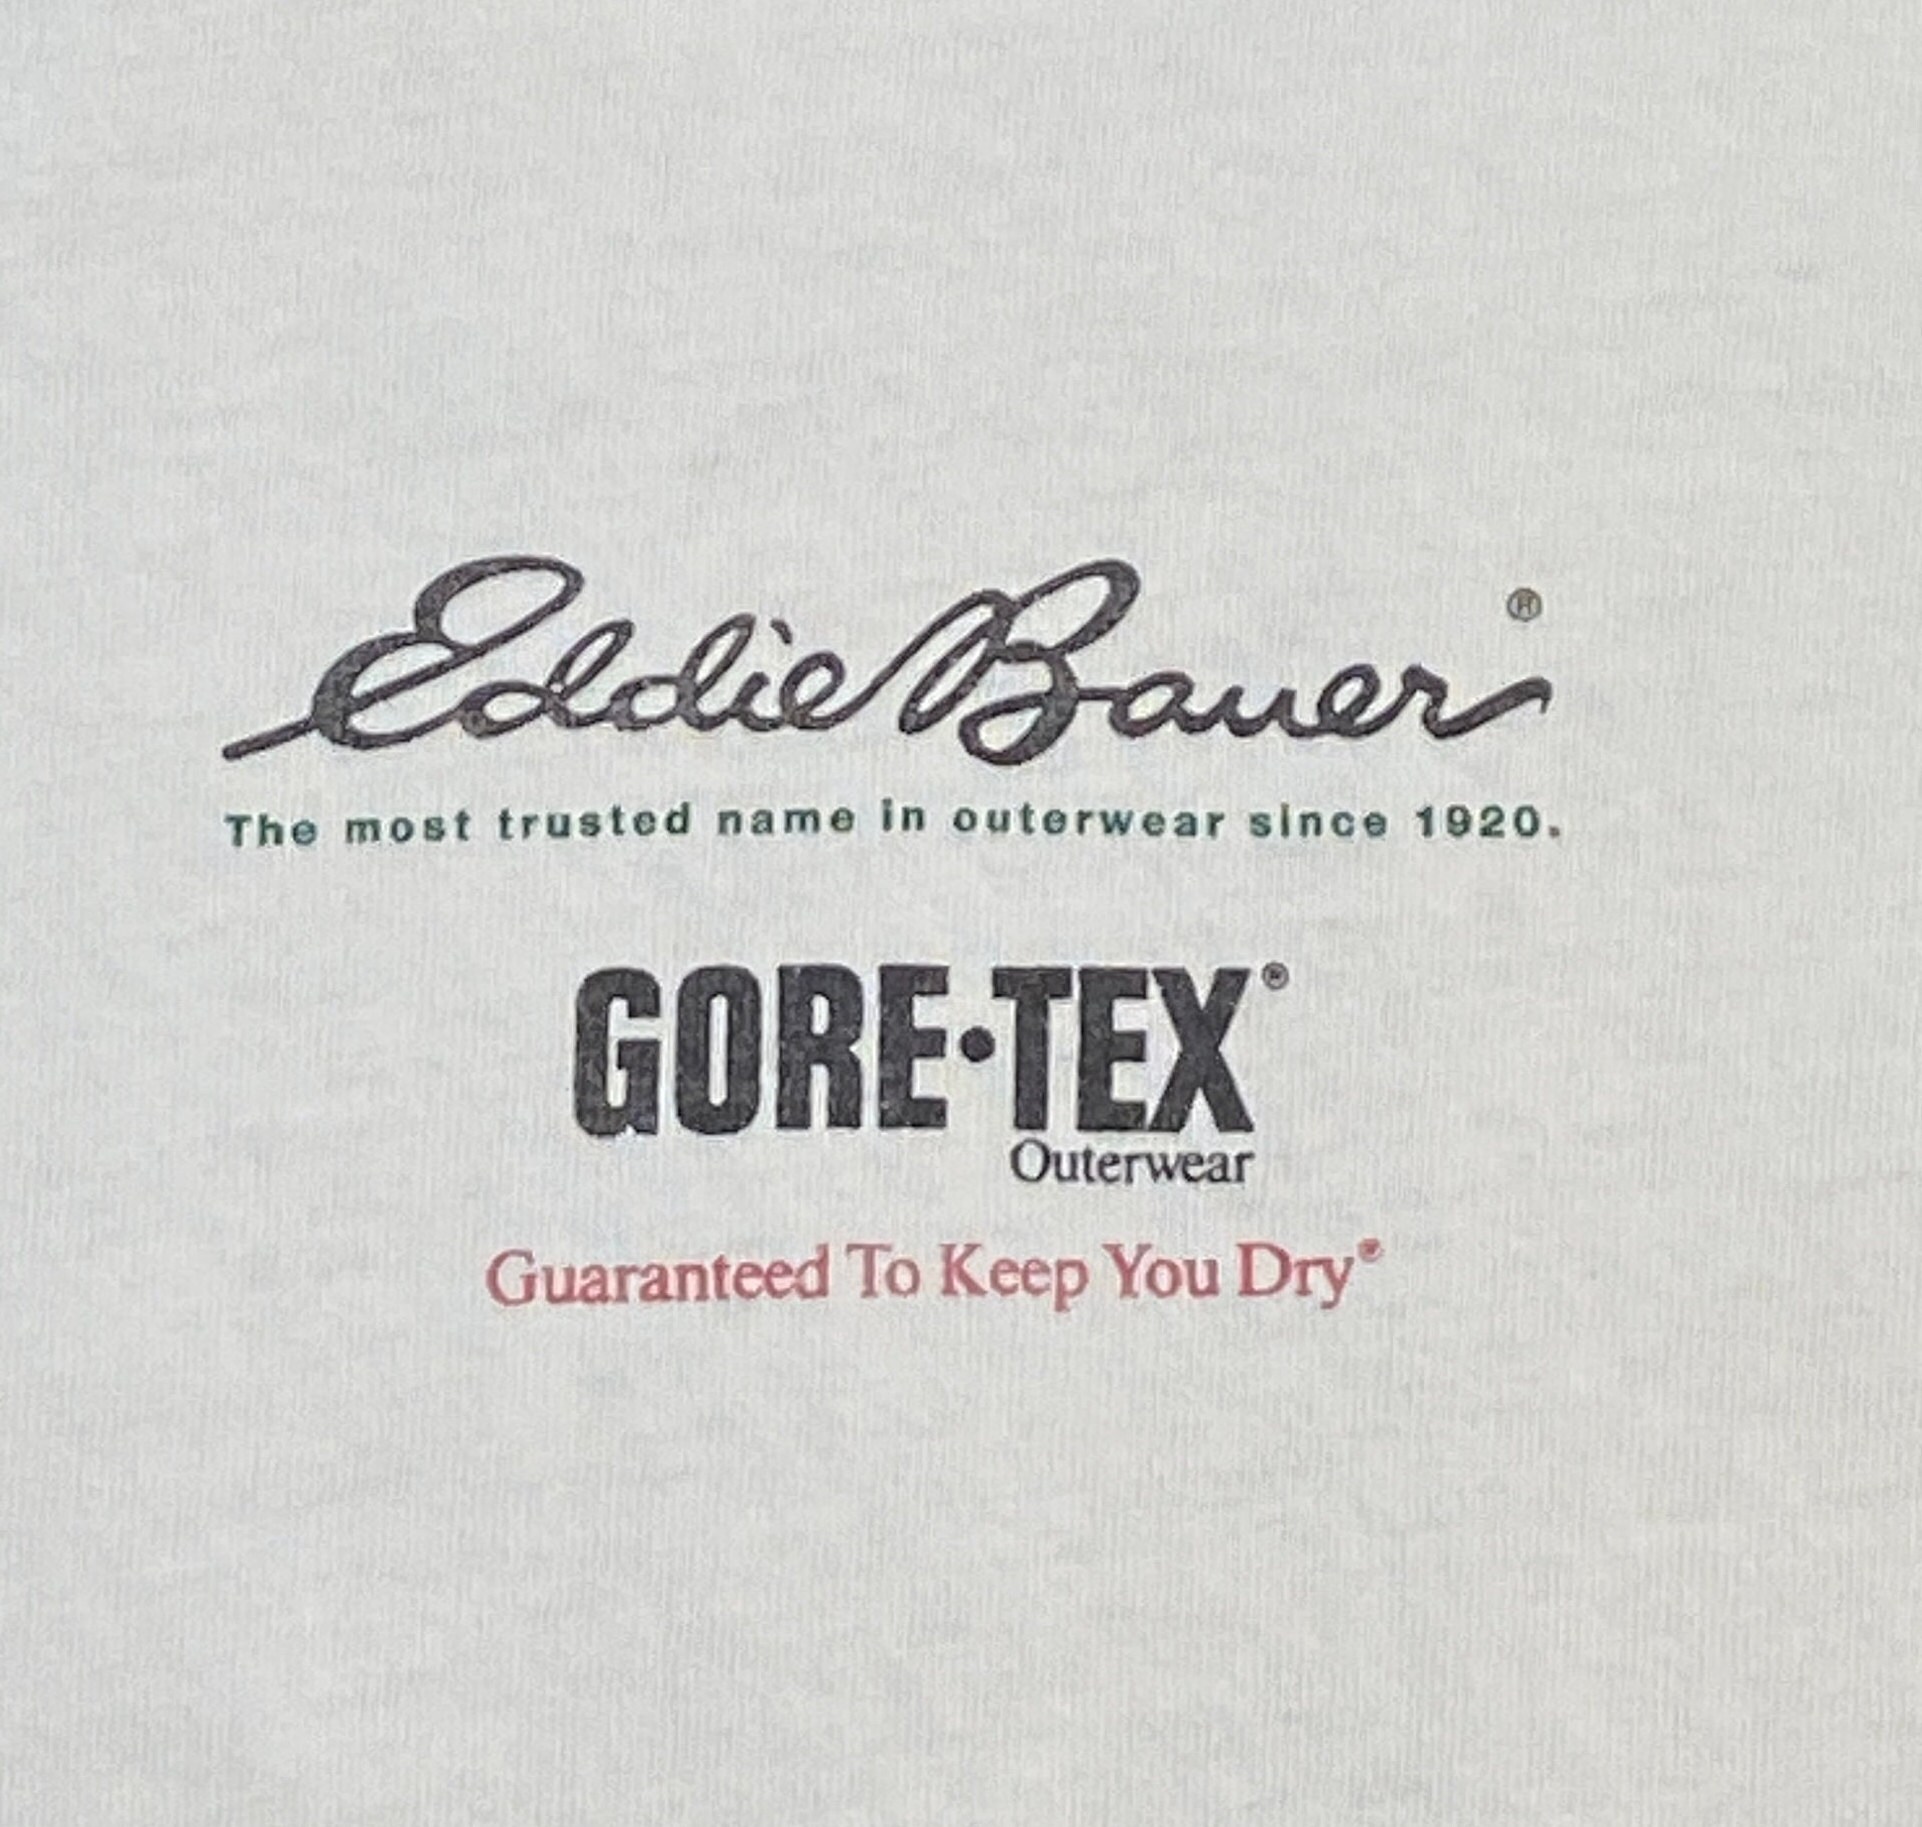 Eddie Bauer®
The most trusted name in outerwear since 1920.
GORE•TEX®
Outerwear
Guaranteed To Keep You Dry®